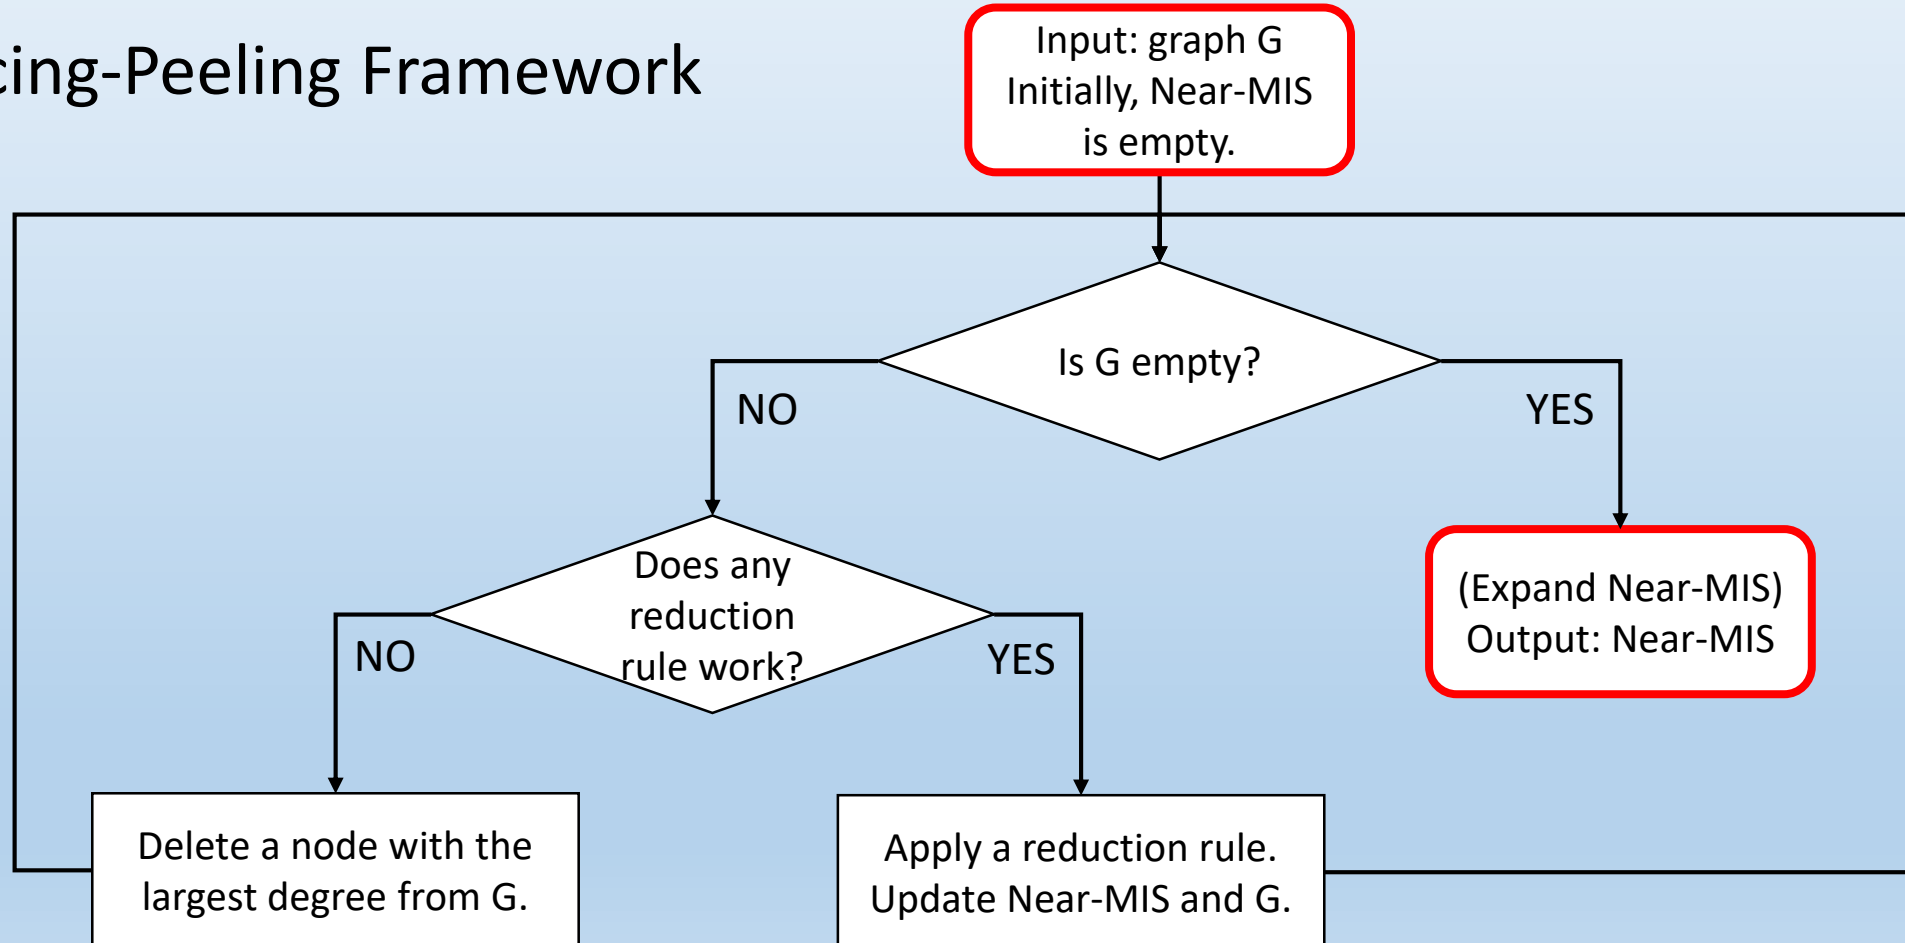 cing-Peeling Framework
Input: graph G
Initially, Near-MIS
is empty.
Is G empty?
NO
YES
Does any
reduction
rule work?
NO
YES
(Expand Near-MIS)
Output: Near-MIS
Delete a node with the
largest degree from G.
Apply a reduction rule.
Update Near-MIS and G.